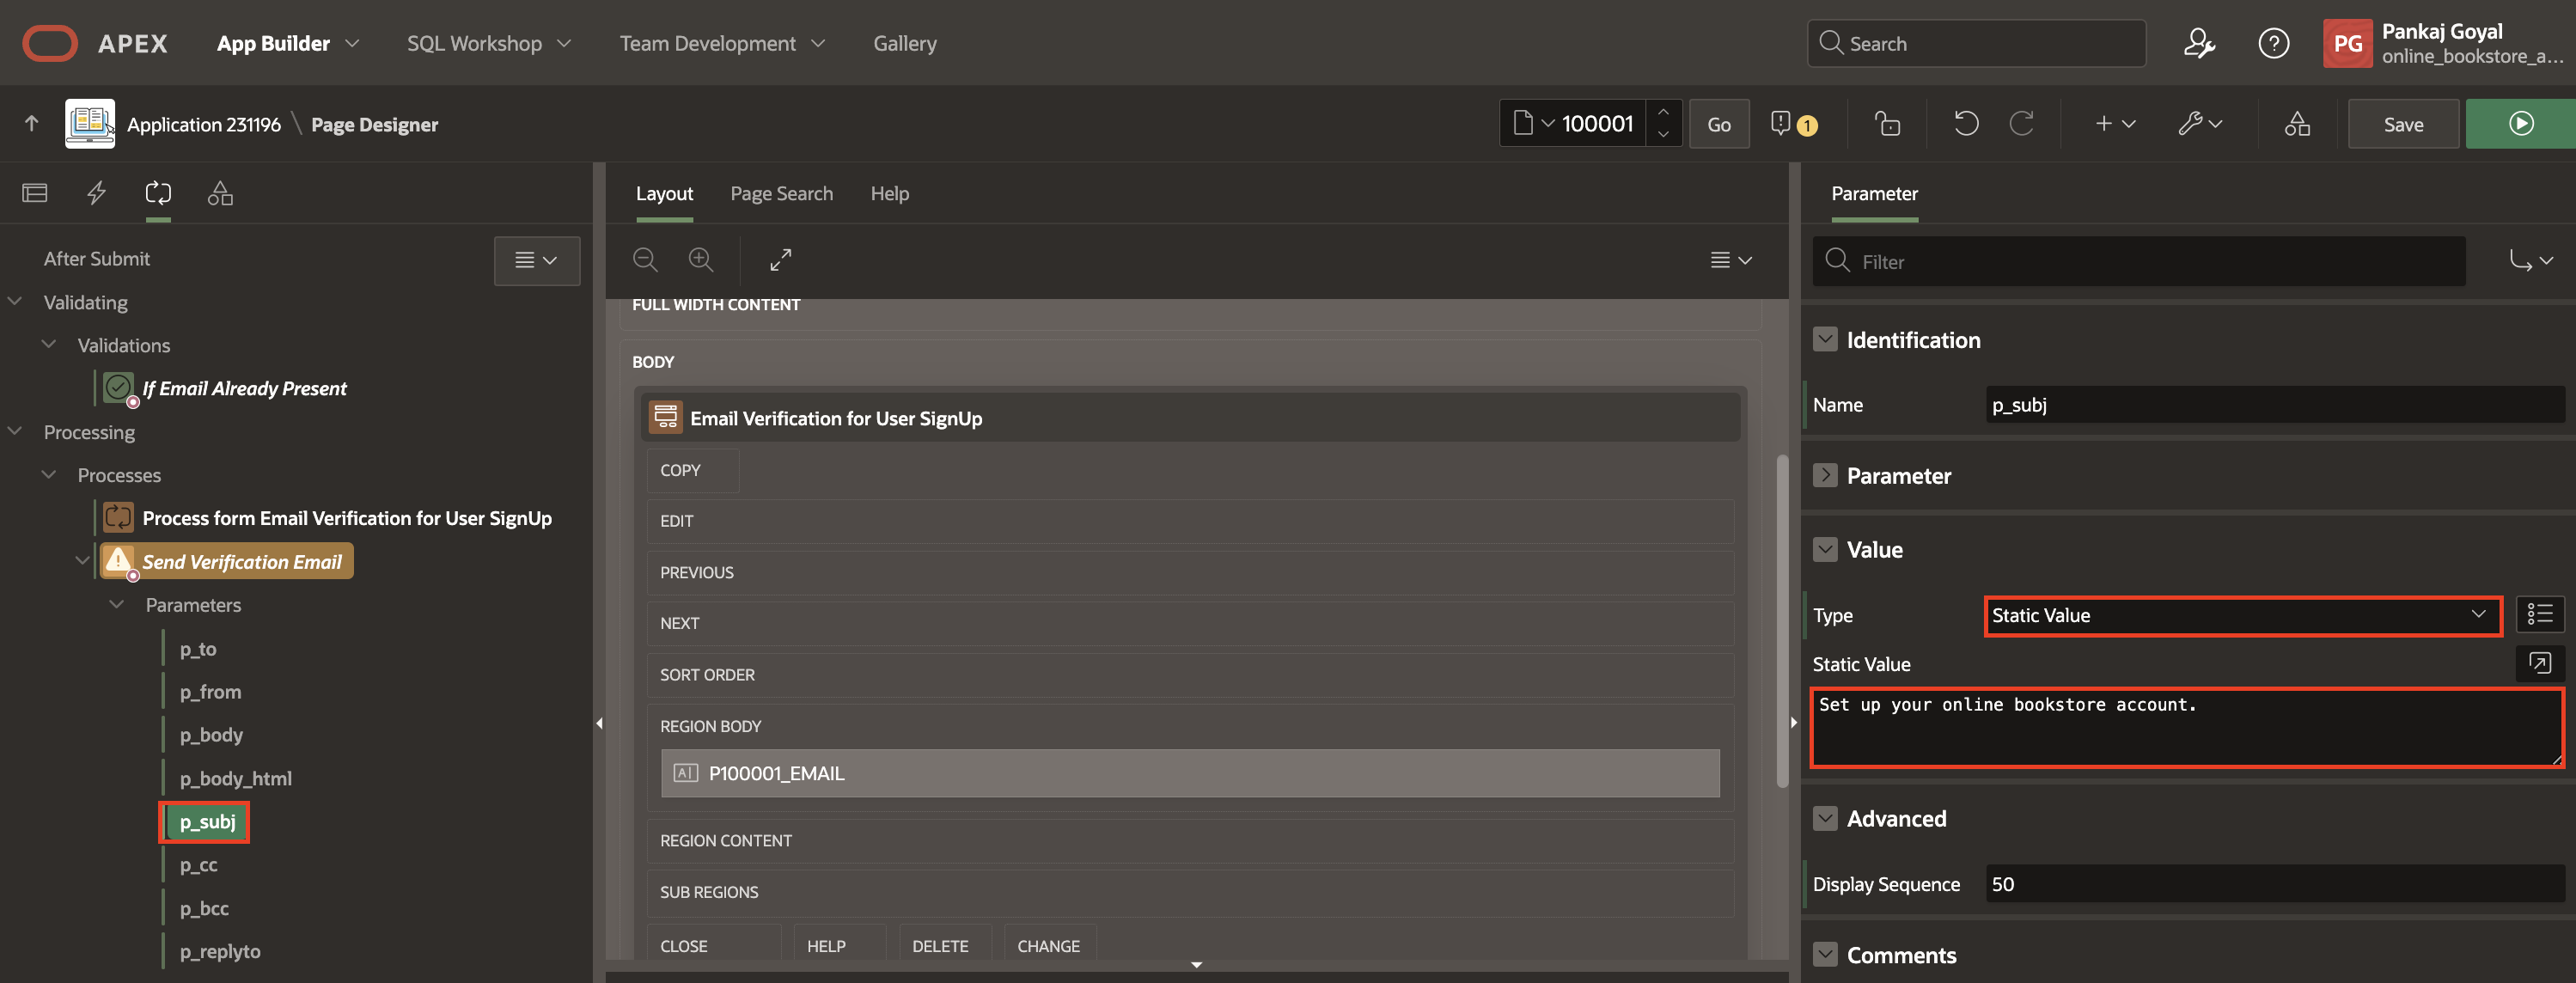 APEX App Builder SQL Workshop Team Development Gallery Search PG Pankaj Goyal
online_bookstore_a...
Application 231196 \ Page Designer 100001 Go 1 Save
Layout Page Search Help
Parameter
After Submit
Validating
Validations
If Email Already Present
Processing
Processes
Process form Email Verification for User SignUp
Send Verification Email
Parameters
p_to
p_from
p_body
p_body_html
p_subj
p_cc
p_bcc
p_replyto
FULL WIDTH CONTENT
BODY
Email Verification for User SignUp
COPY
EDIT
PREVIOUS
NEXT
SORT ORDER
REGION BODY
P100001_EMAIL
REGION CONTENT
SUB REGIONS
CLOSE HELP DELETE CHANGE
Filter
Identification
Name p_subj
Parameter
Value
Type Static Value
Static Value
Set up your online bookstore account.
Advanced
Display Sequence 50
Comments